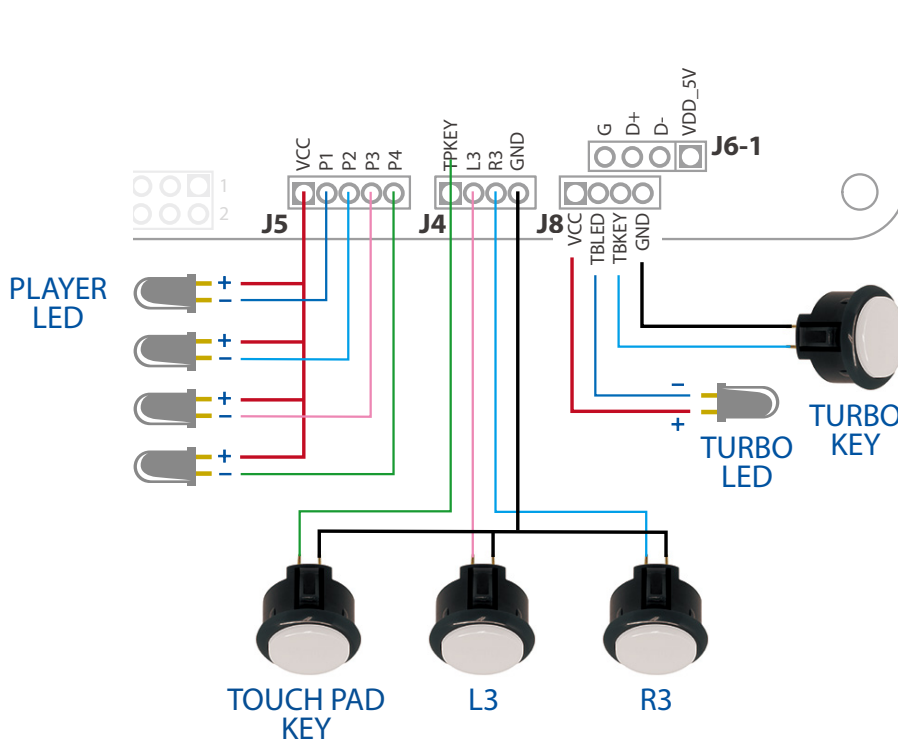 VDD_5V
G
D+
D-
J6-1
VCC
P1
P2
P3
P4
TPKEY
L3
R3
GND
1
2
J5
J4
J8
VCC
TBLED
TBKEY
GND
PLAYER
LED
+
−
+
−
+
−
+
−
−
+
TURBO
LED
TURBO
KEY
TOUCH PAD
KEY
L3
R3